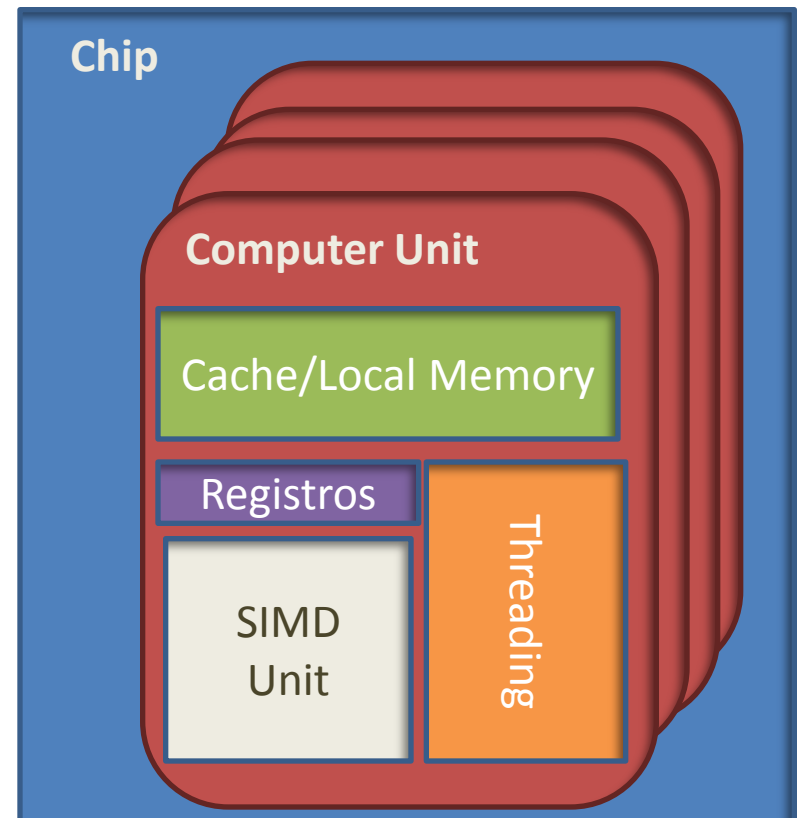 Chip
Computer Unit
Cache/Local Memory
Registros
Threading
SIMD
Unit